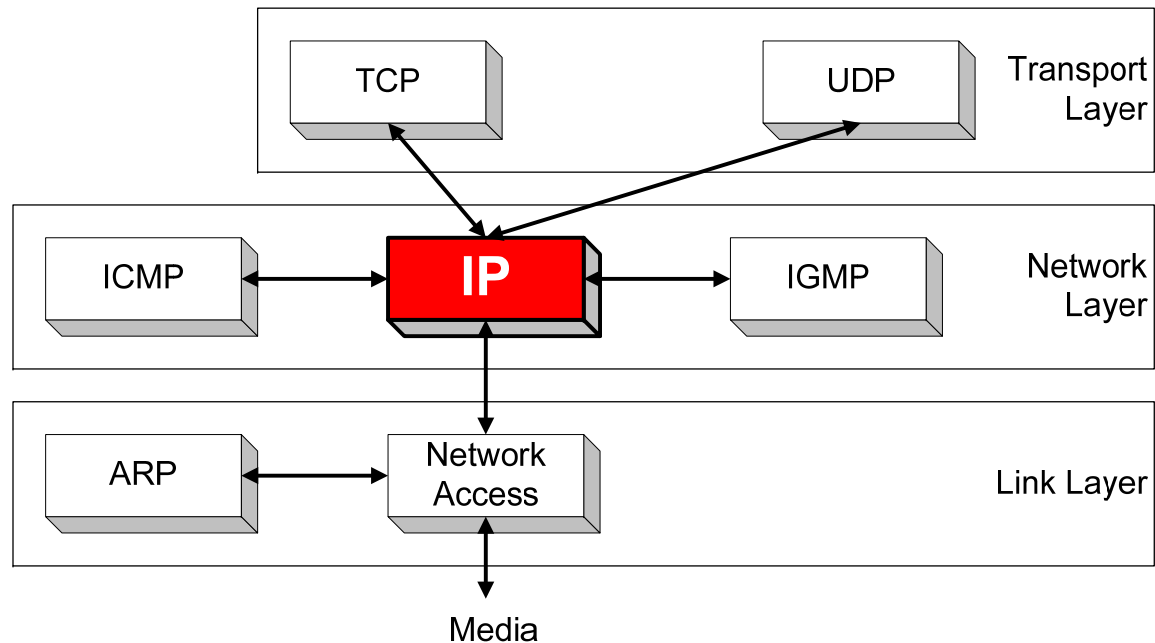 TCP
UDP
Transport
Layer
ICMP
IP
IGMP
Network
Layer
ARP
Network
Access
Link Layer
Media